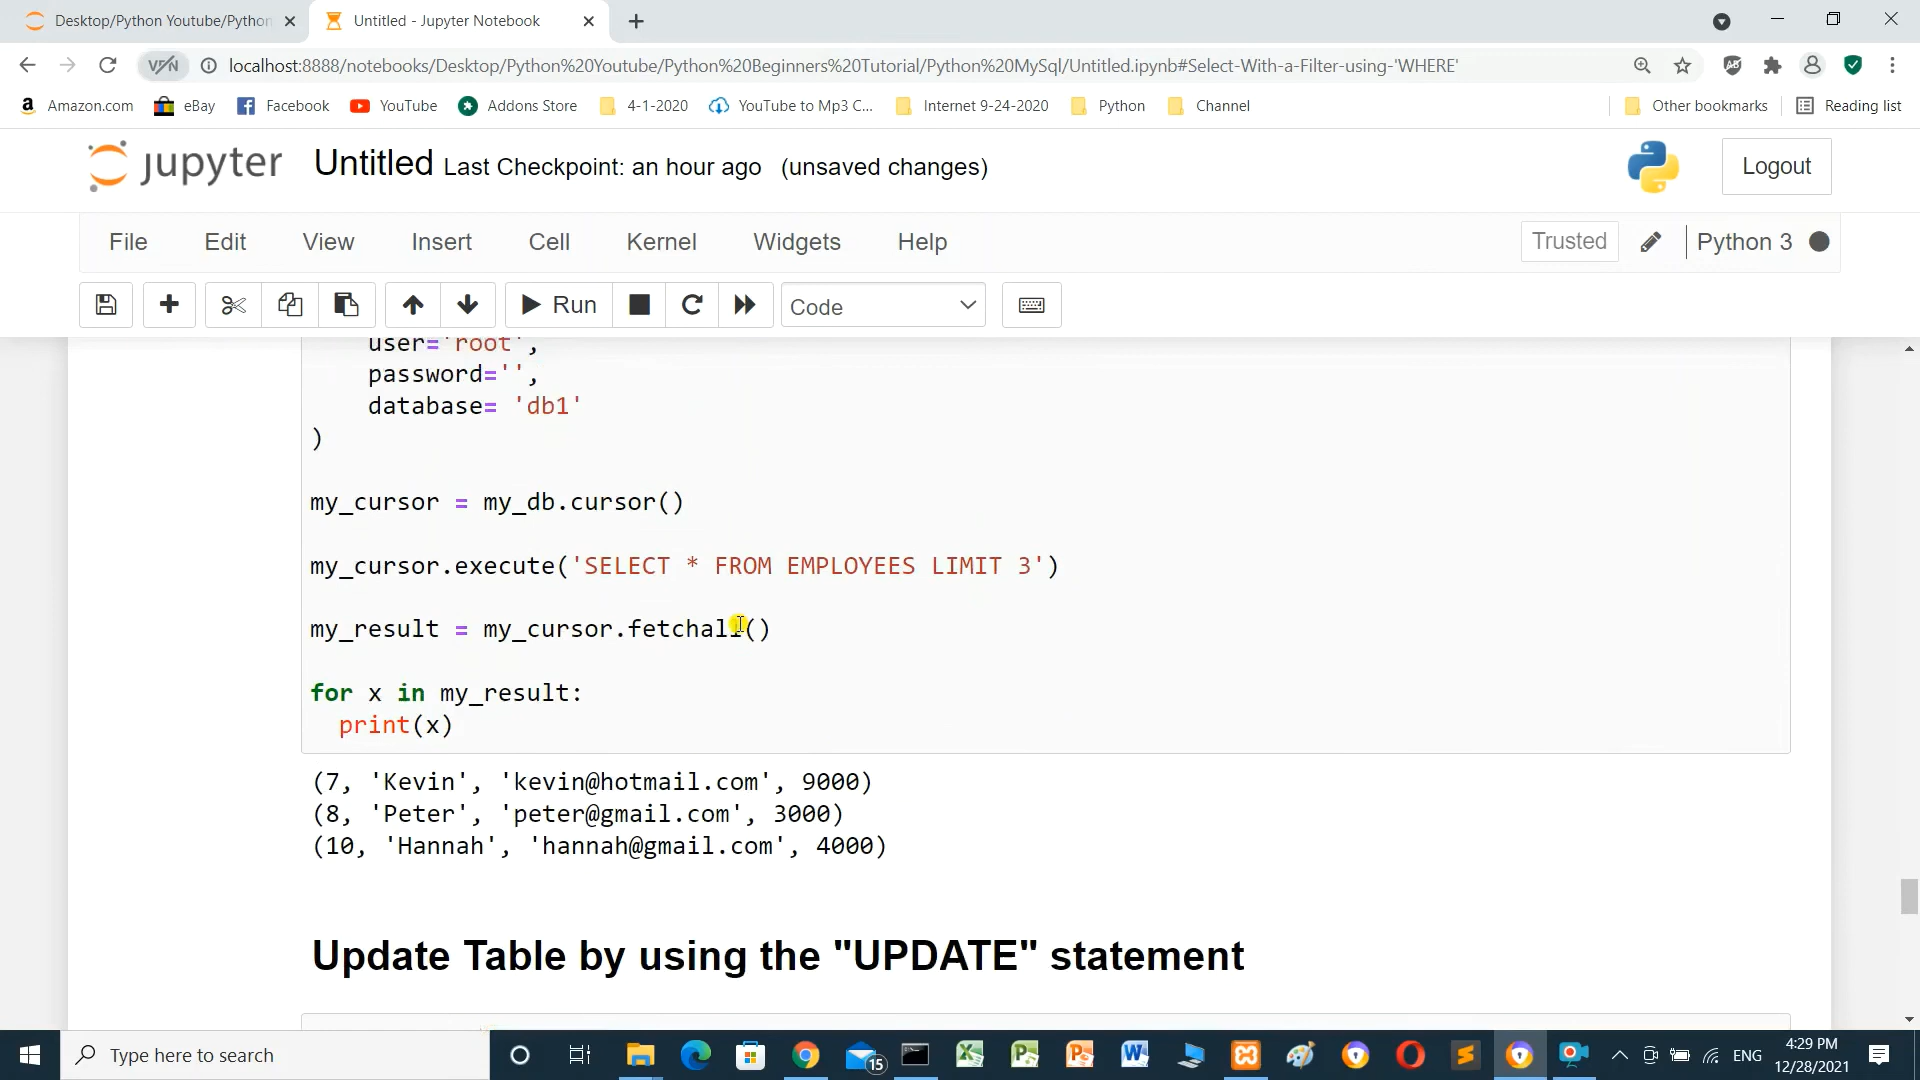 Desktop/Python Youtube/Python
Untitled - Jupyter Notebook
VPN
localhost:8888/notebooks/Desktop/Python%20Youtube/Python%20Beginners%20Tutorial/Python%20MySql/Untitled.ipynb#Select-With-a-Filter-using-'WHERE'
Amazon.com
eBay
Facebook
YouTube
Addons Store
4-1-2020
YouTube to Mp3 C...
Internet 9-24-2020
Python
Channel
Other bookmarks
Reading list
jupyter
Untitled Last Checkpoint: an hour ago (unsaved changes)
Logout
File
Edit
View
Insert
Cell
Kernel
Widgets
Help
Trusted
Python 3
Run
Code
user='root',
password='',
database= 'db1'
)
my_cursor = my_db.cursor()
my_cursor.execute('SELECT * FROM EMPLOYEES LIMIT 3')
my_result = my_cursor.fetchall()
for x in my_result:
print(x)
(7, 'Kevin', 'kevin@hotmail.com', 9000)
(8, 'Peter', 'peter@gmail.com', 3000)
(10, 'Hannah', 'hannah@gmail.com', 4000)
Update Table by using the "UPDATE" statement
Type here to search
15
ENG
4:29 PM
12/28/2021